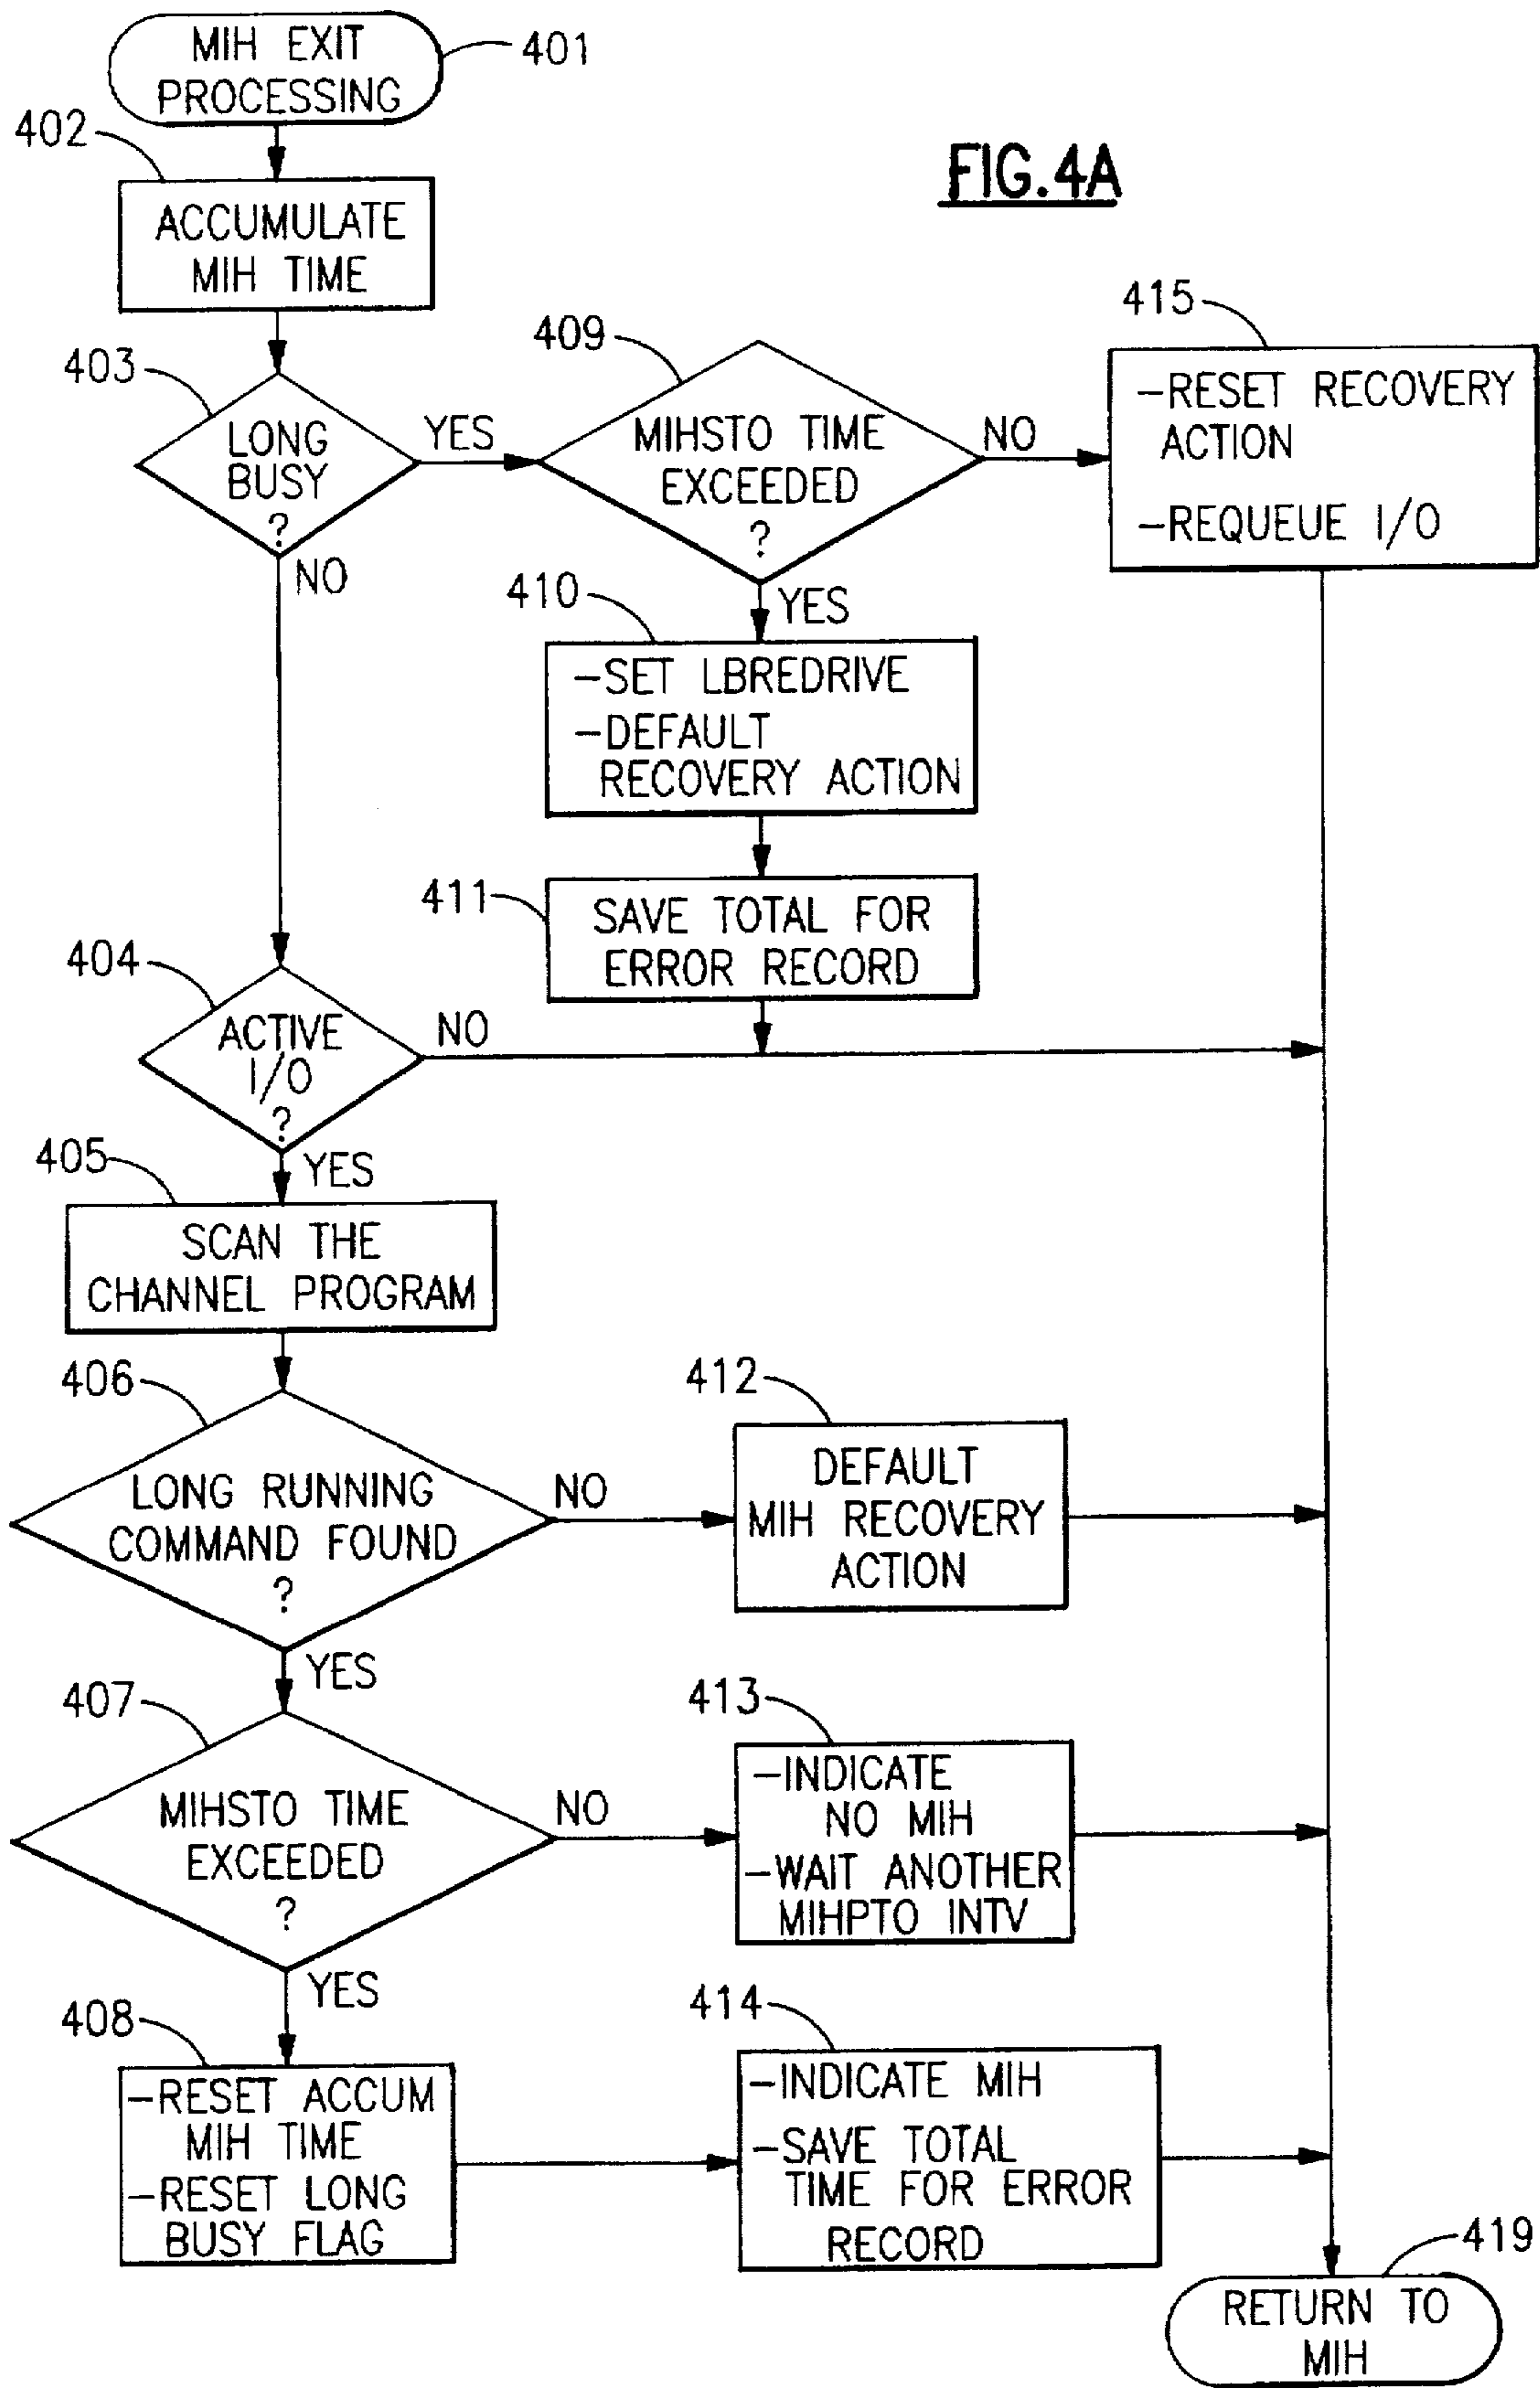 MIH EXIT
PROCESSING
401
402
FIG.4A
ACCUMULATE
MIH TIME
403
LONG
BUSY
?
YES
NO
409
MIHSTO TIME
EXCEEDED
?
NO
YES
415
-RESET RECOVERY
ACTION
-REQUEUE I/O
410
-SET LBREDRIVE
-DEFAULT
RECOVERY ACTION
411
SAVE TOTAL FOR
ERROR RECORD
404
ACTIVE
I/O
?
NO
YES
405
SCAN THE
CHANNEL PROGRAM
406
LONG RUNNING
COMMAND FOUND
?
NO
YES
412
DEFAULT
MIH RECOVERY
ACTION
407
MIHSTO TIME
EXCEEDED
?
NO
YES
413
-INDICATE
NO MIH
-WAIT ANOTHER
MIHPTO INTV
408
-RESET ACCUM
MIH TIME
-RESET LONG
BUSY FLAG
414
-INDICATE MIH
-SAVE TOTAL
TIME FOR ERROR
RECORD
419
RETURN TO
MIH